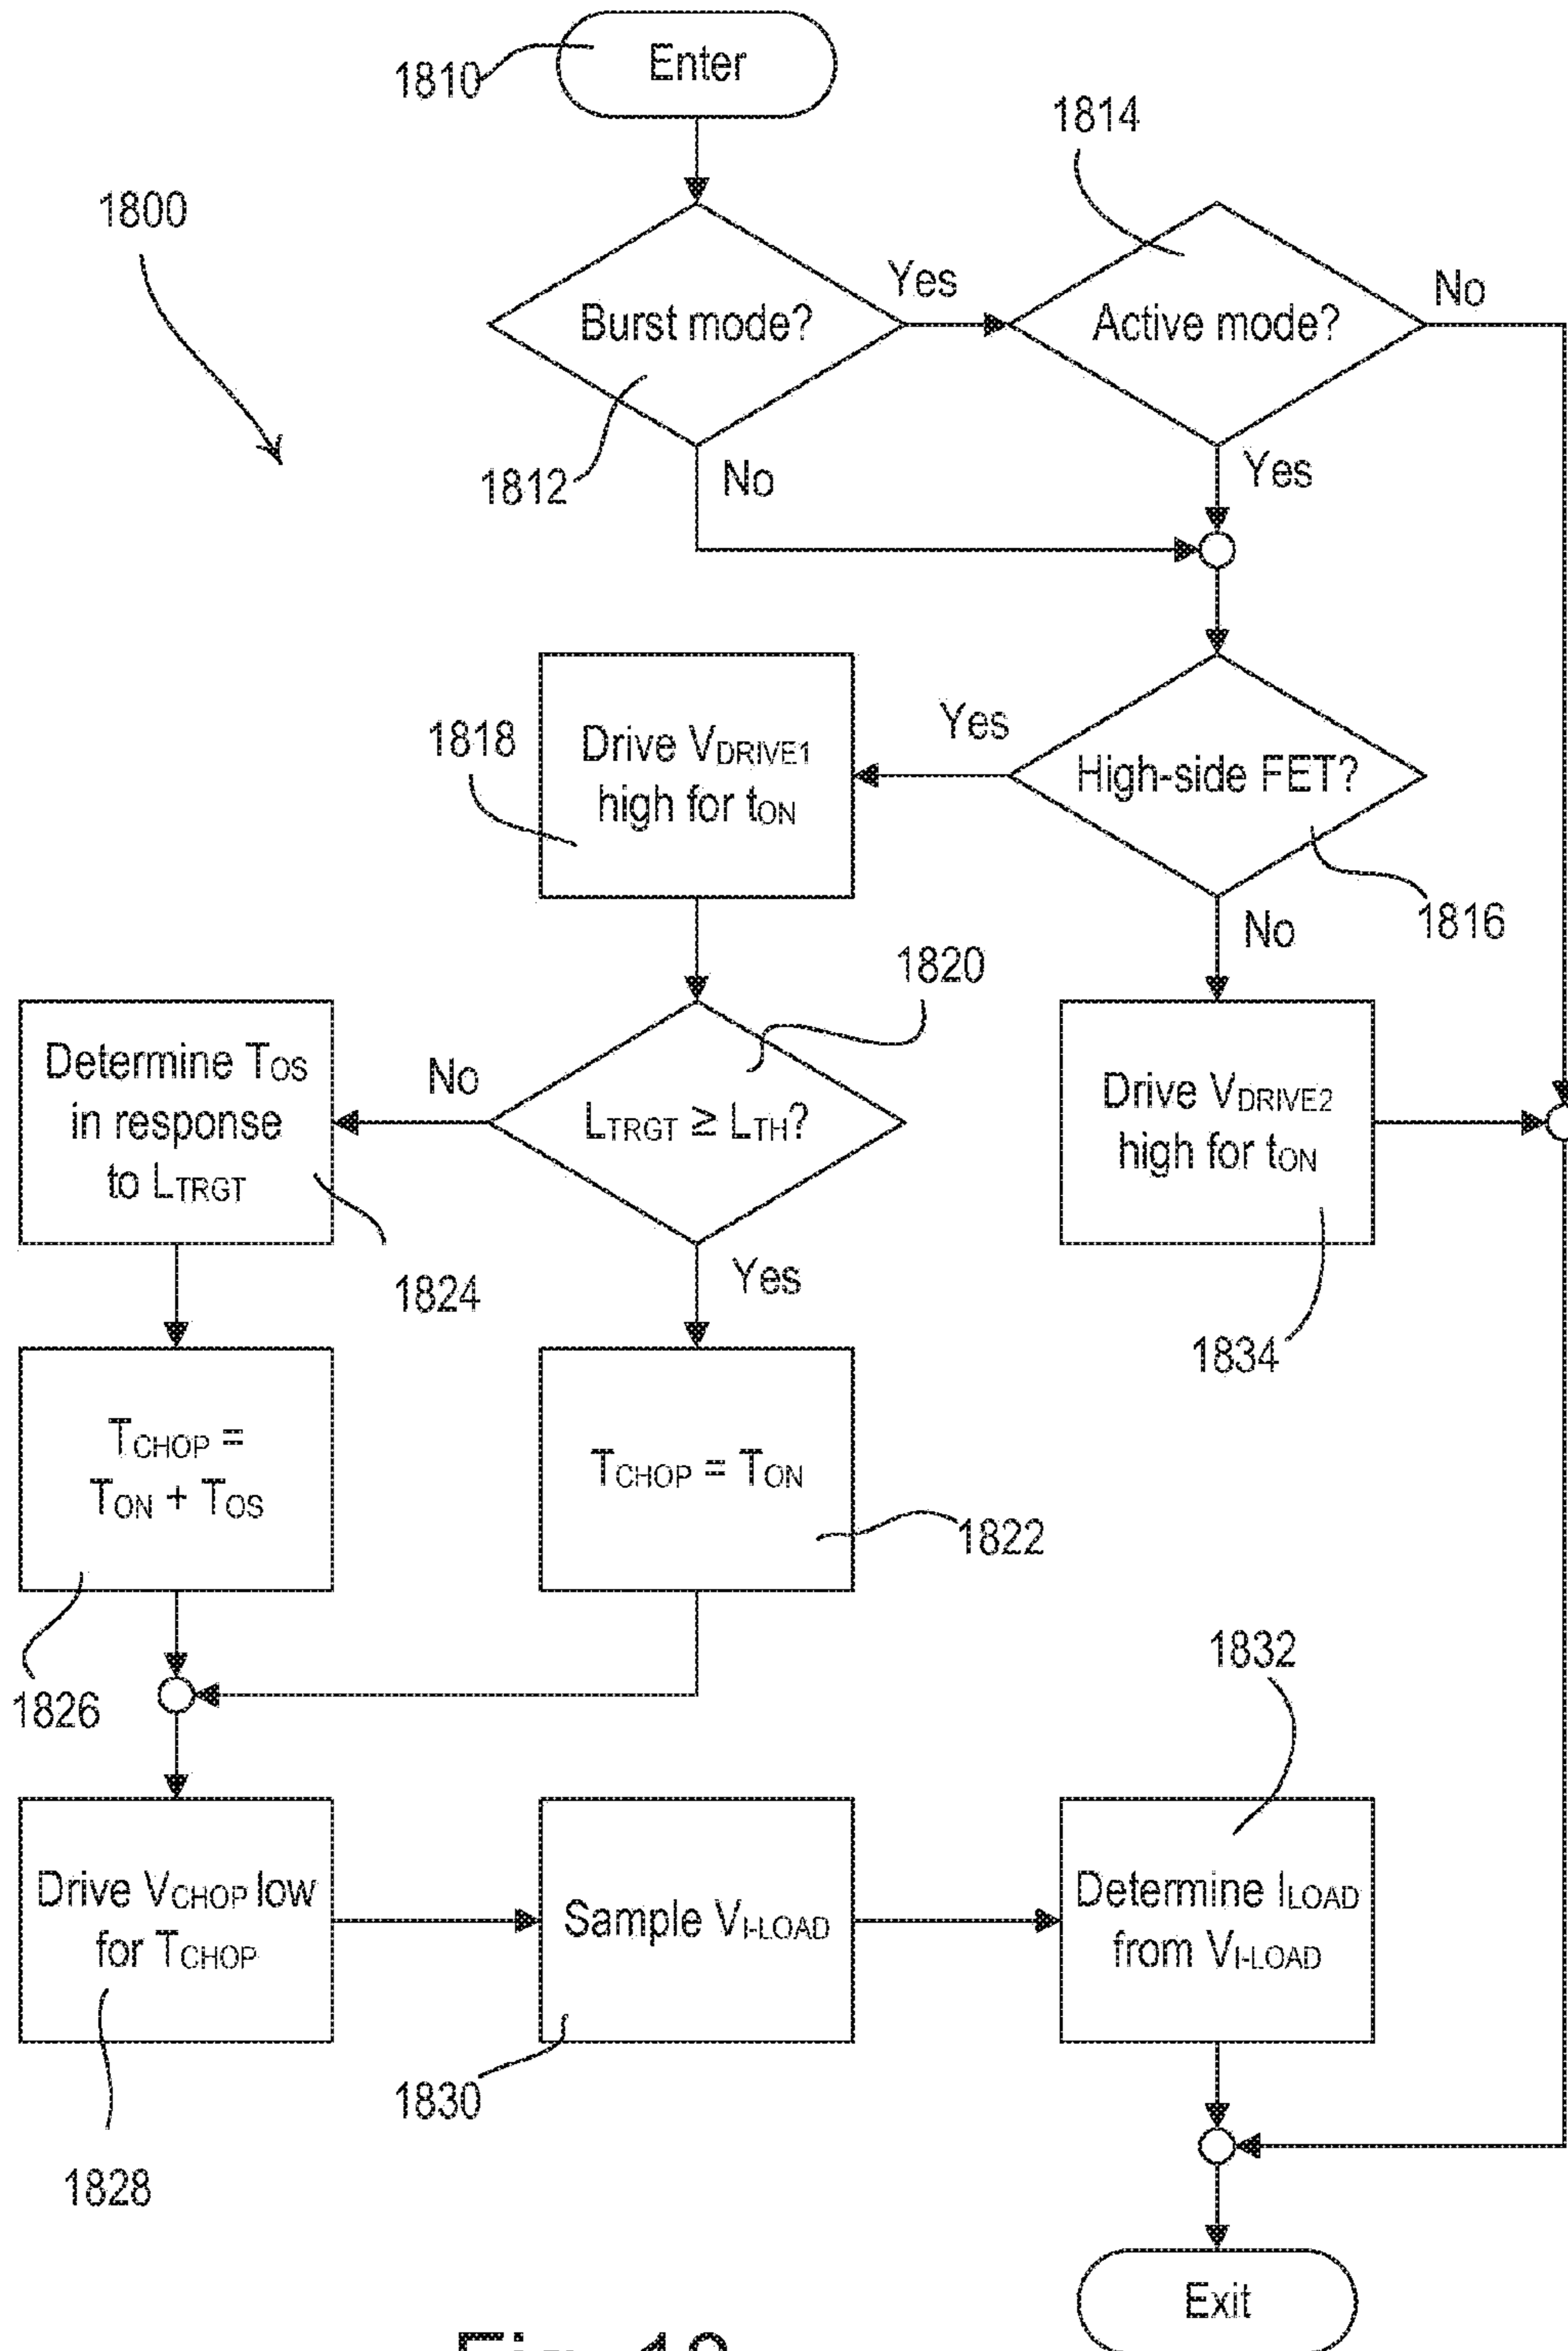 Enter
1810
1814
1800
Burst mode?
Yes
Active mode?
No
1812
No
Yes
Drive VDRIVE1
high for tON
1818
Yes
High-side FET?
1816
No
1820
Determine TOS
in response
to LTRGT
No
LTRGT ≥ LTH?
Drive VDRIVE2
high for tON
1824
Yes
1834
TCHOP =
TON + TOS
TCHOP = TON
1822
1826
1832
Drive VCHOP low
for TCHOP
Sample VI-LOAD
Determine ILOAD
from VI-LOAD
1828
1830
Exit